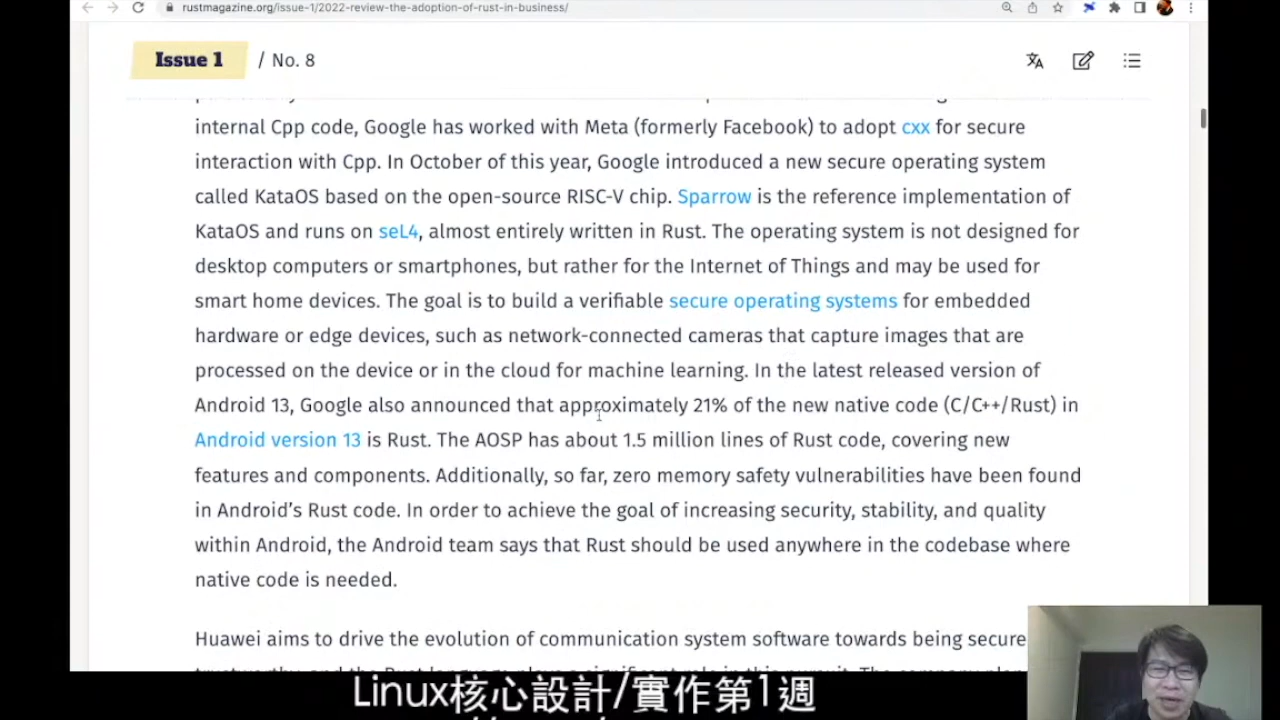 rustmagazine.org/issue-1/2022-review-the-adoption-of-rust-in-business/
Issue 1 / No. 8
internal Cpp code, Google has worked with Meta (formerly Facebook) to adopt cxx for secure
interaction with Cpp. In October of this year, Google introduced a new secure operating system
called KataOS based on the open-source RISC-V chip. Sparrow is the reference implementation of
KataOS and runs on seL4, almost entirely written in Rust. The operating system is not designed for
desktop computers or smartphones, but rather for the Internet of Things and may be used for
smart home devices. The goal is to build a verifiable secure operating systems for embedded
hardware or edge devices, such as network-connected cameras that capture images that are
processed on the device or in the cloud for machine learning. In the latest released version of
Android 13, Google also announced that approximately 21% of the new native code (C/C++/Rust) in
Android version 13 is Rust. The AOSP has about 1.5 million lines of Rust code, covering new
features and components. Additionally, so far, zero memory safety vulnerabilities have been found
in Android's Rust code. In order to achieve the goal of increasing security, stability, and quality
within Android, the Android team says that Rust should be used anywhere in the codebase where
native code is needed.
Huawei aims to drive the evolution of communication system software towards being secure
Linux核心設計/實作第1週